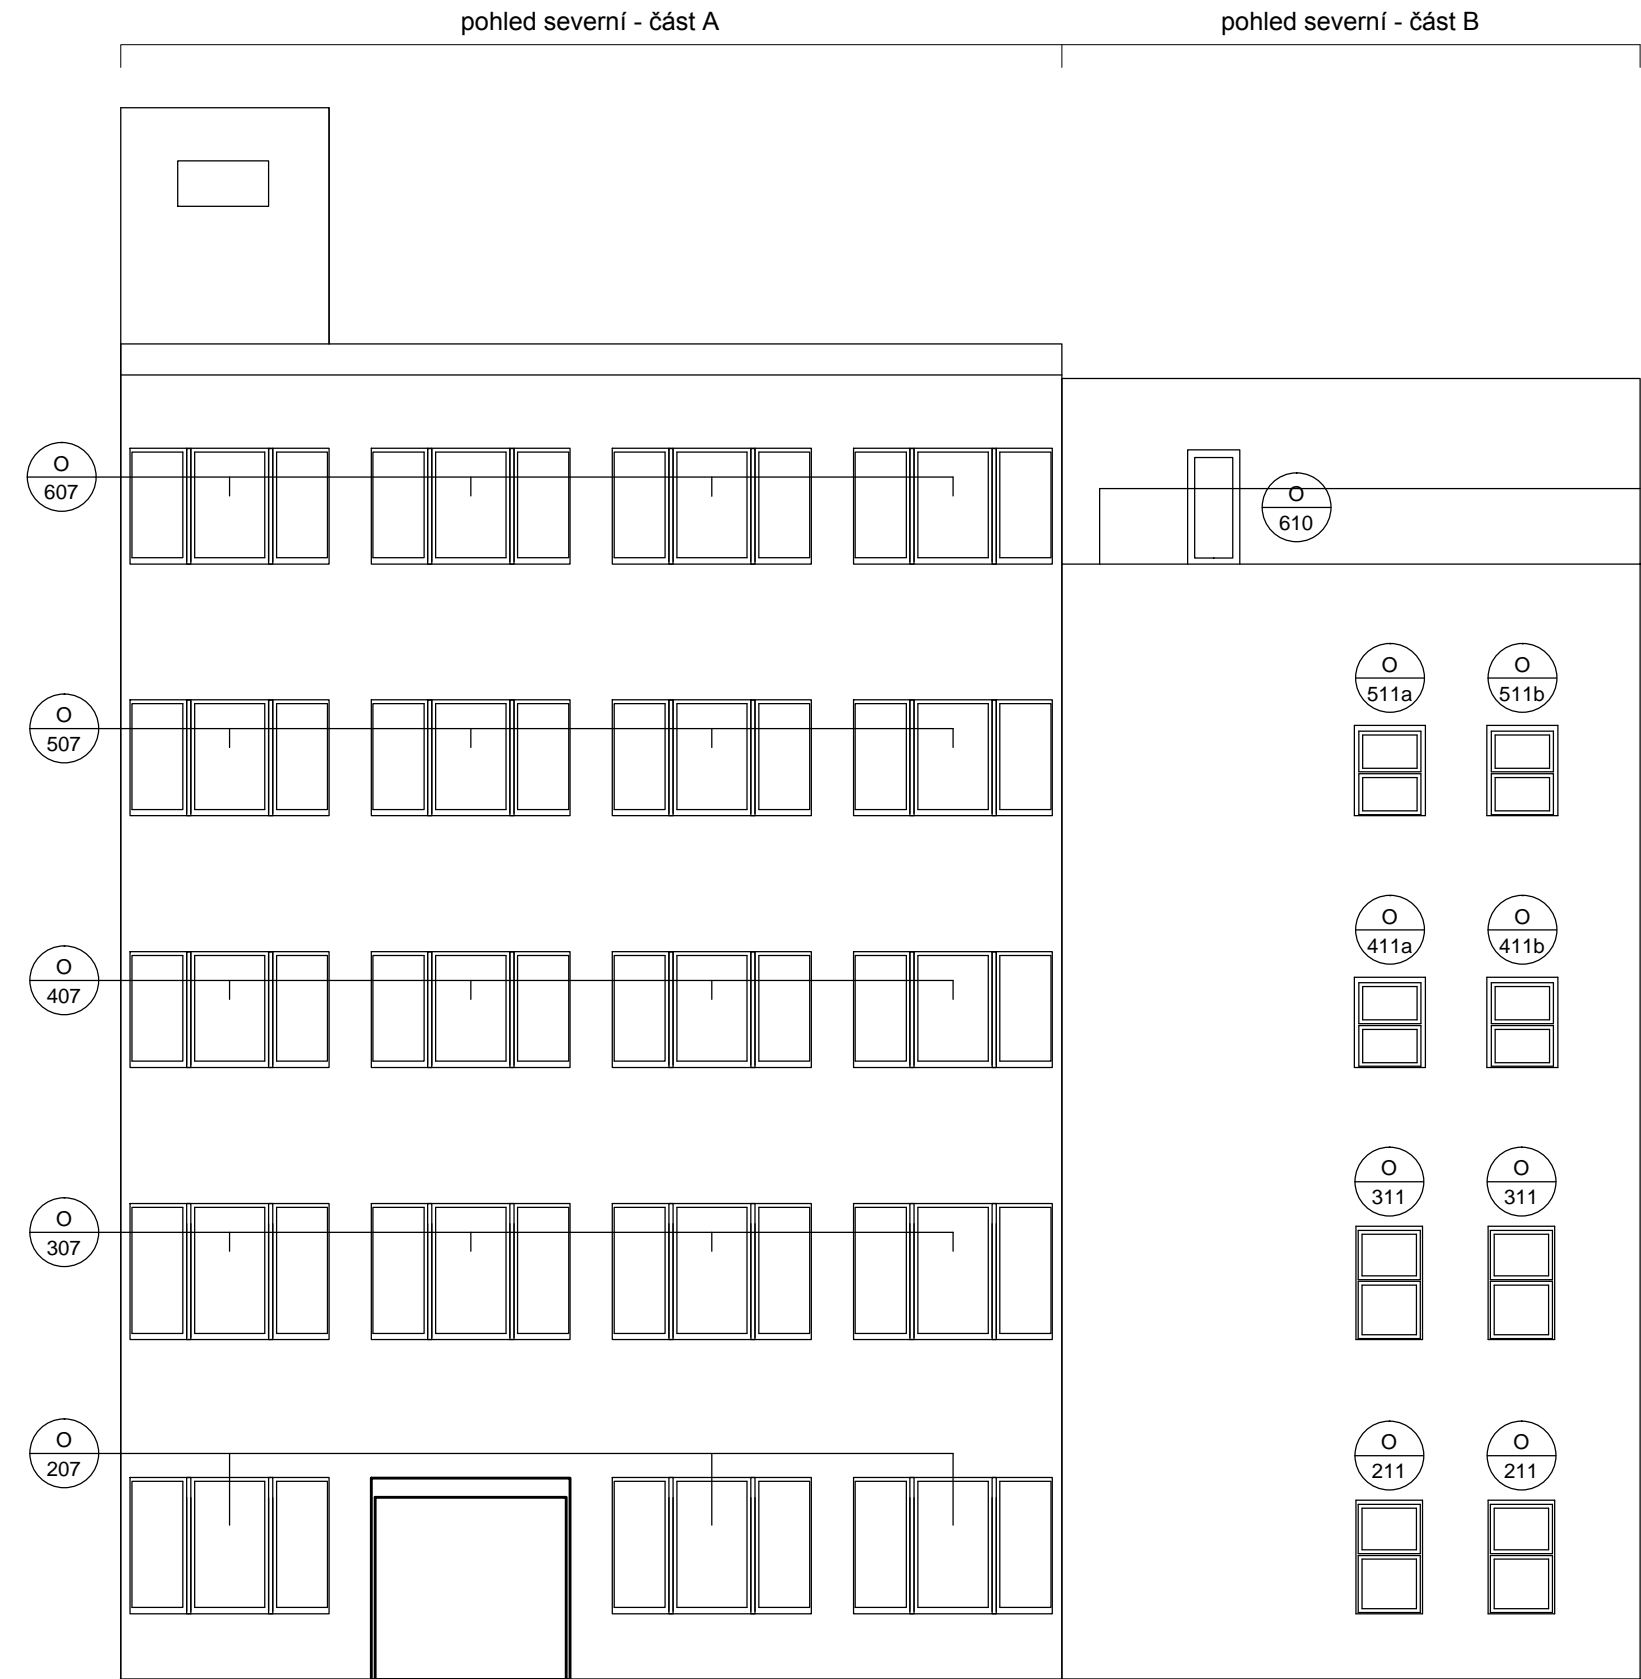 pohled severní - část A
pohled severní - část B
O
607
O
610
O
511a
O
511b
O
507
O
411a
O
411b
O
407
O
311
O
311
O
307
O
211
O
211
O
207